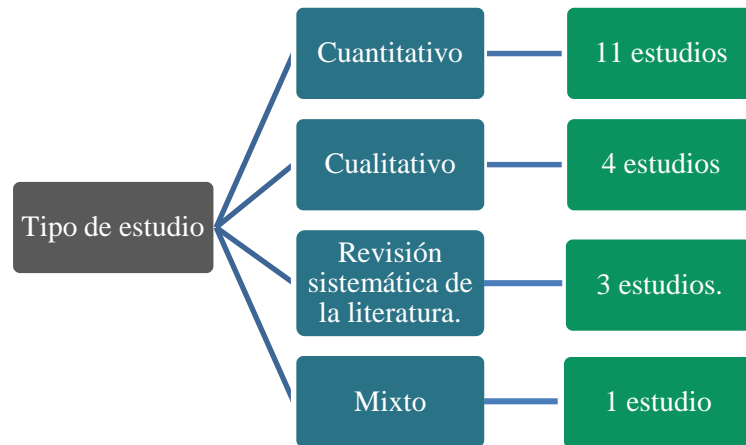 Tipo de estudio
Cuantitativo
11 estudios
Cualitativo
4 estudios
Revisión
sistemática de
la literatura.
3 estudios.
Mixto
1 estudio